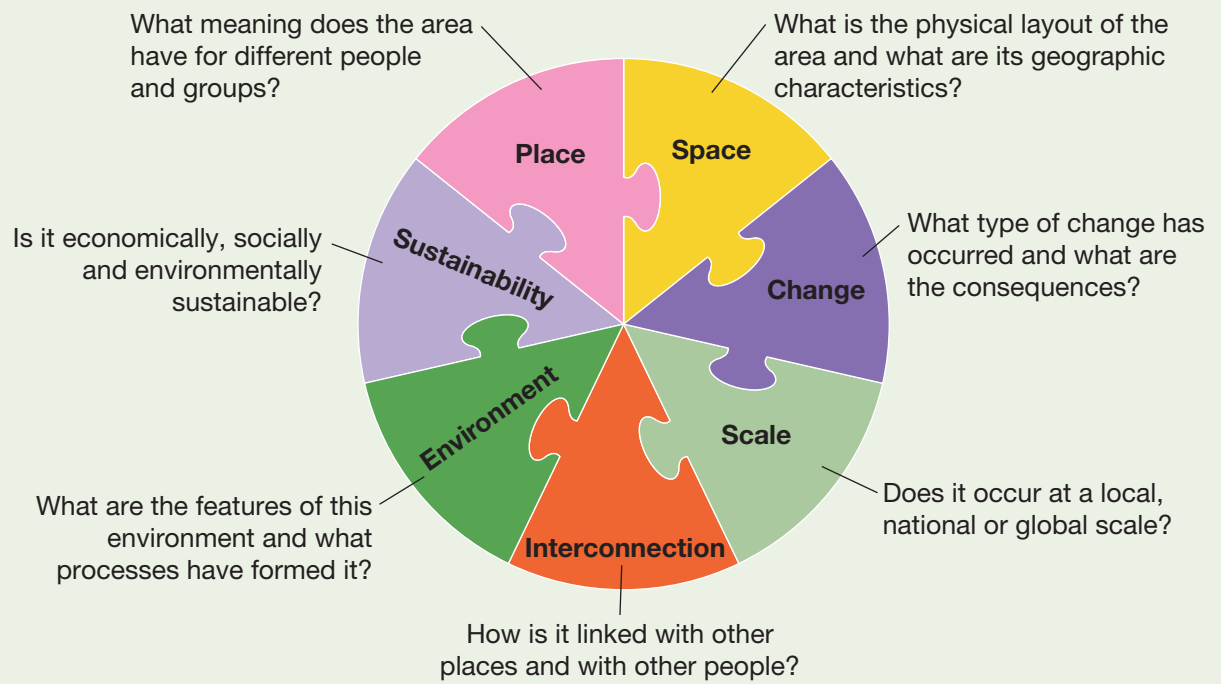 What meaning does the area
have for different people
and groups?
What is the physical layout of the
area and what are its geographic
characteristics?
Place
Space
Is it economically, socially
and environmentally
sustainable?
Sustainability
Change
What type of change has
occurred and what are
the consequences?
Environment
Scale
What are the features of this
environment and what
processes have formed it?
Does it occur at a local,
national or global scale?
Interconnection
How is it linked with other
places and with other people?